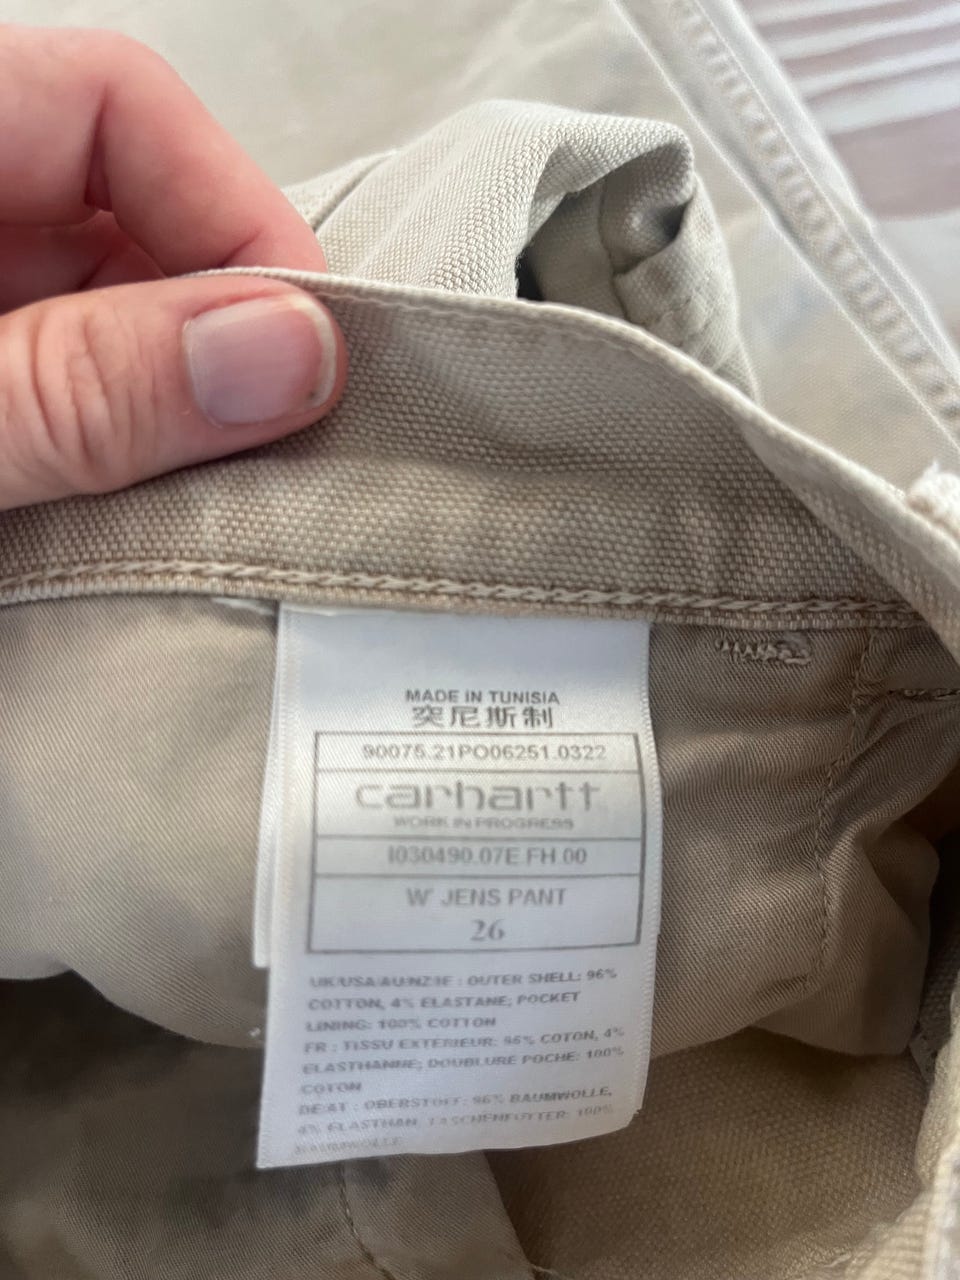 MADE IN TUNISIA
突尼斯制
90075.21PO06251.0322
carhartt
WORK IN PROGRESS
I030490.07E.FH.00
W' JENS PANT
26
UK/USA/AU/NZ/IE : OUTER SHELL: 96%
COTTON, 4% ELASTANE; POCKET
LINING: 100% COTTON
FR : TISSU EXTERIEUR: 96% COTON, 4%
ELASTHANNE; DOUBLURE POCHE: 100%
COTON
DE/AT : OBERSTOFF: 96% BAUMWOLLE,
4% ELASTHAN; TASCHENFUTTER: 100%
BAUMWOLLE